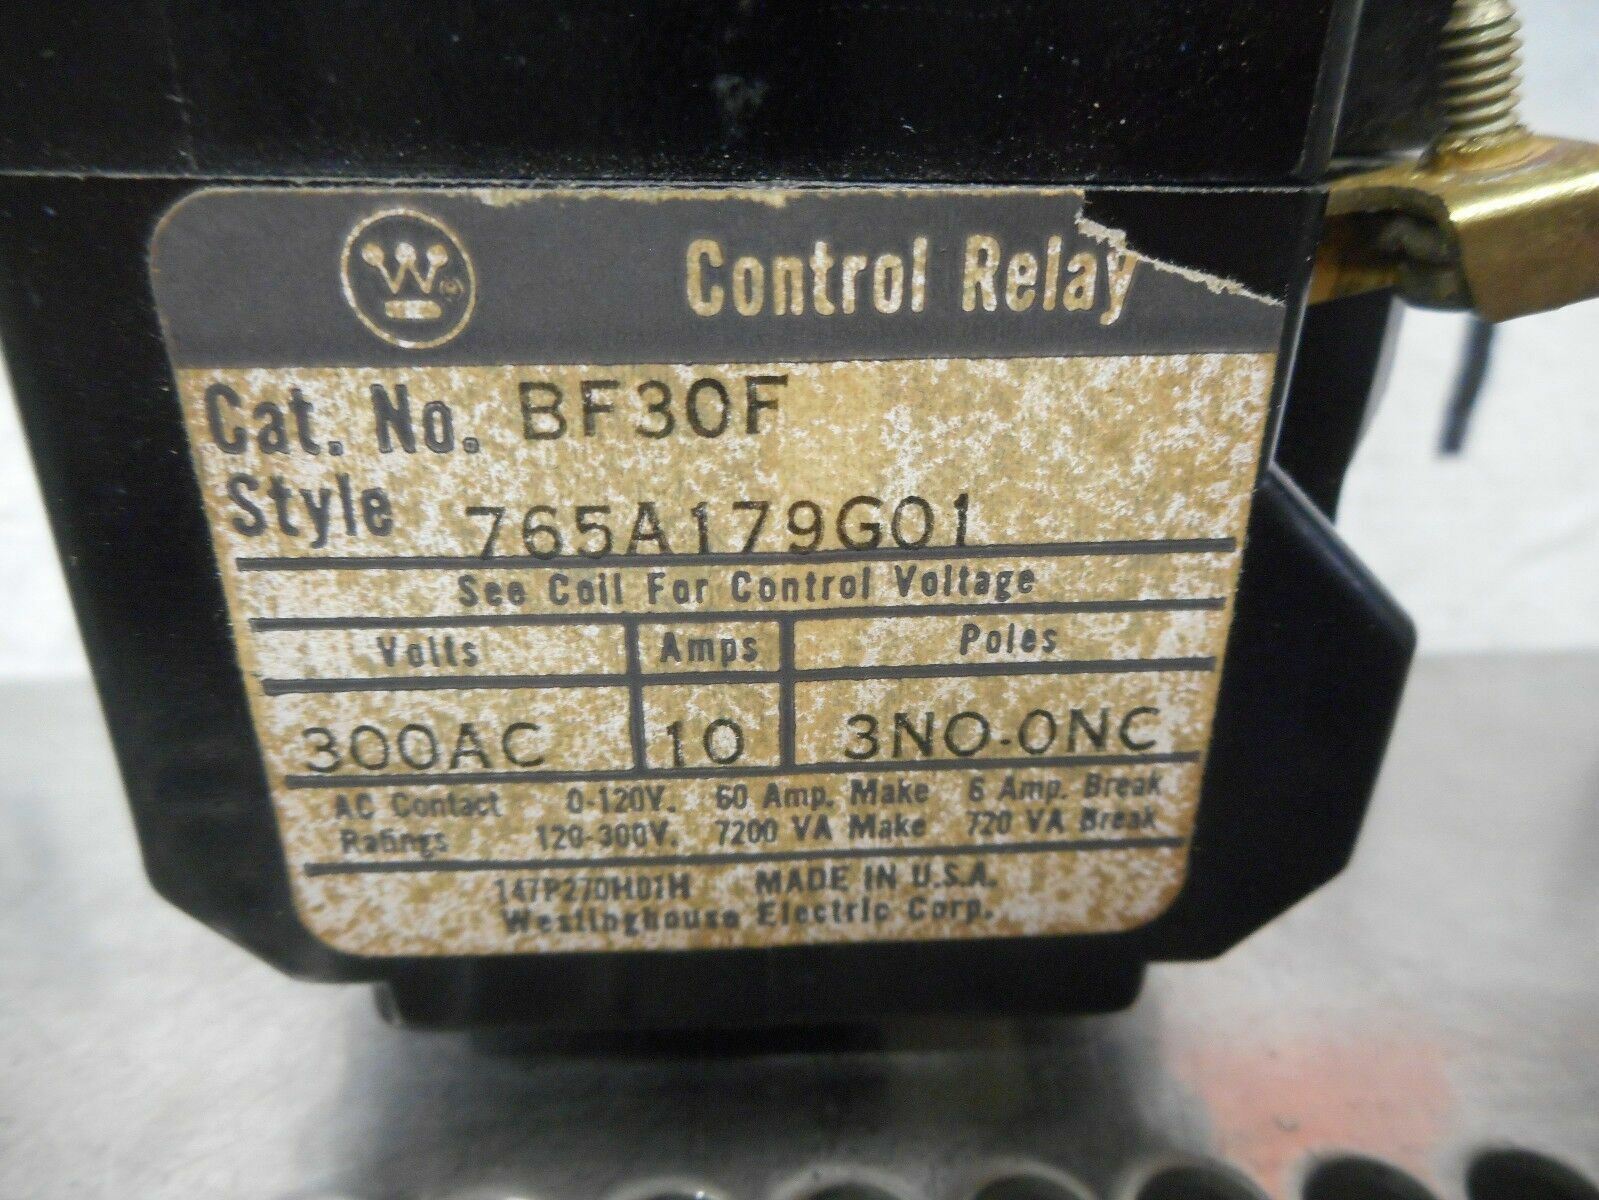 W
Control Relay
Cat. No. BF30F
Style 765A179G01
See Coil For Control Voltage
Volts Amps Poles
300AC 10 3NO-0NC
AC Contact 0-120V. 60 Amp. Make 6 Amp. Break
Ratings 120-300V. 7200 VA Make 720 VA Break
147P270H01H MADE IN U.S.A.
Westinghouse Electric Corp.